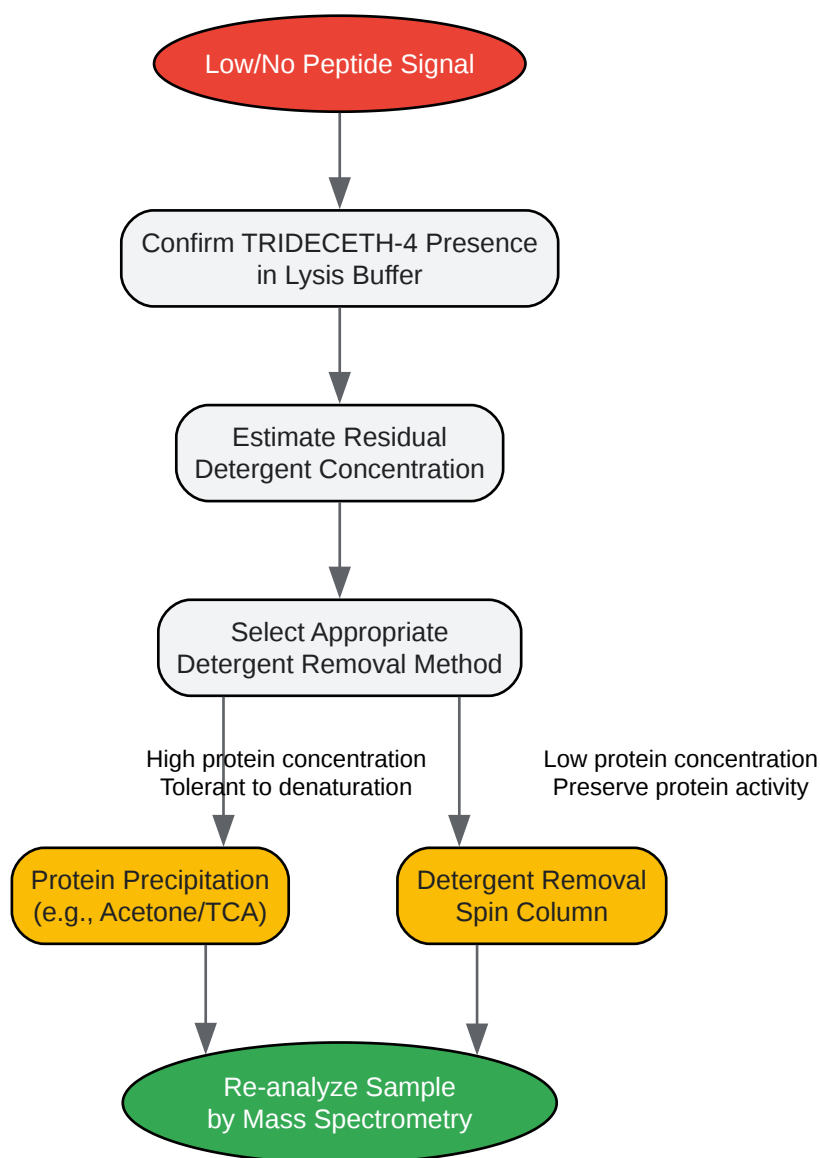 Low/No Peptide Signal
Confirm TRIDECETH-4 Presence
in Lysis Buffer
Estimate Residual
Detergent Concentration
Select Appropriate
Detergent Removal Method
High protein concentration
Tolerant to denaturation
Low protein concentration
Preserve protein activity
Protein Precipitation
(e.g., Acetone/TCA)
Detergent Removal
Spin Column
Re-analyze Sample
by Mass Spectrometry